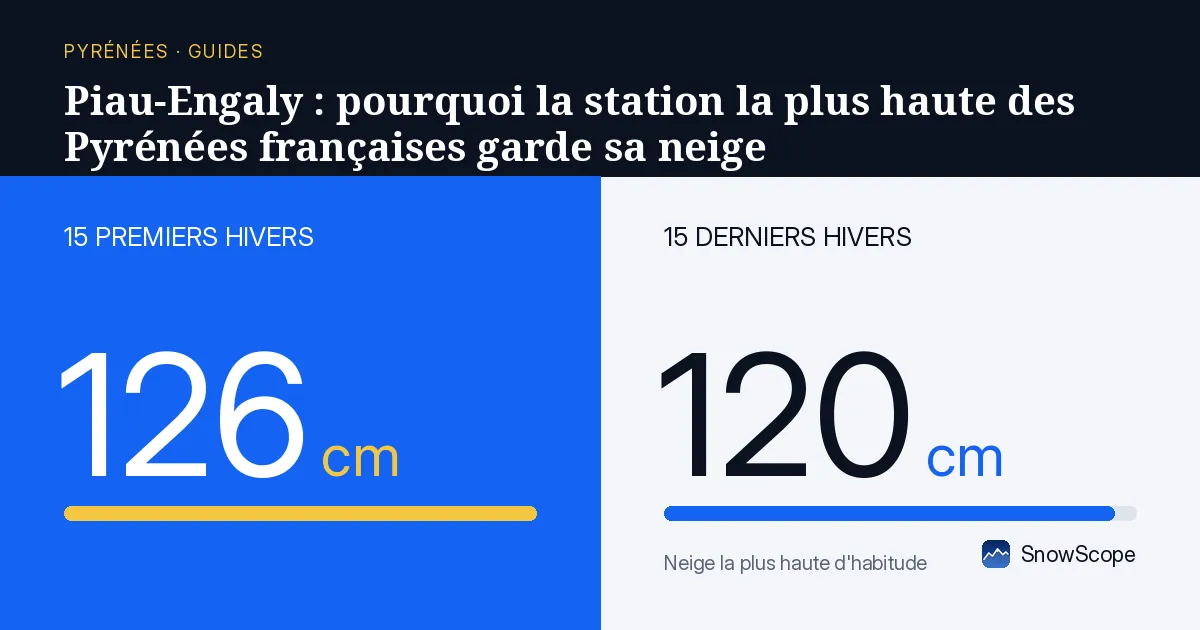 PYRÉNÉES · GUIDES
Piau-Engaly : pourquoi la station la plus haute des
Pyrénées françaises garde sa neige
15 PREMIERS HIVERS
126 cm
15 DERNIERS HIVERS
120 cm
Neige la plus haute d'habitude
SnowScope